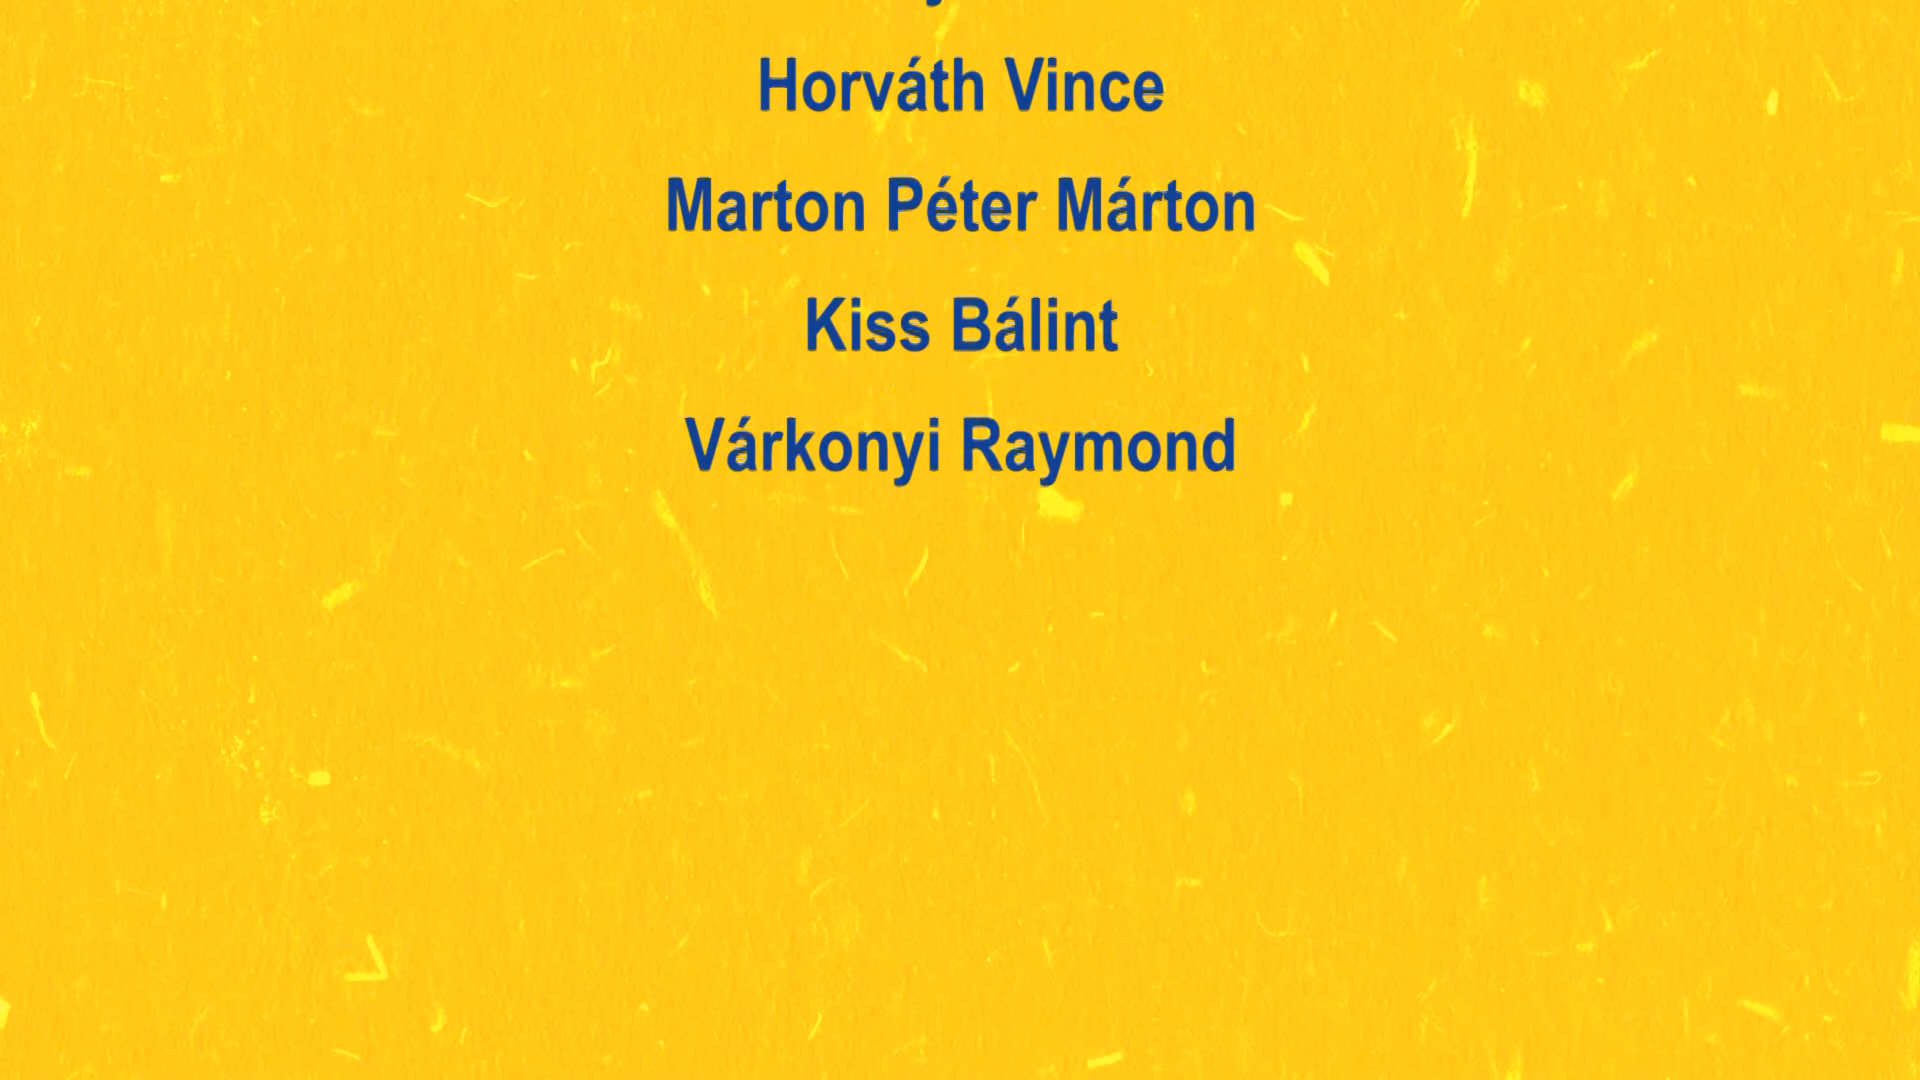 Horváth Vince
Marton Péter Márton
Kiss Bálint
Várkonyi Raymond